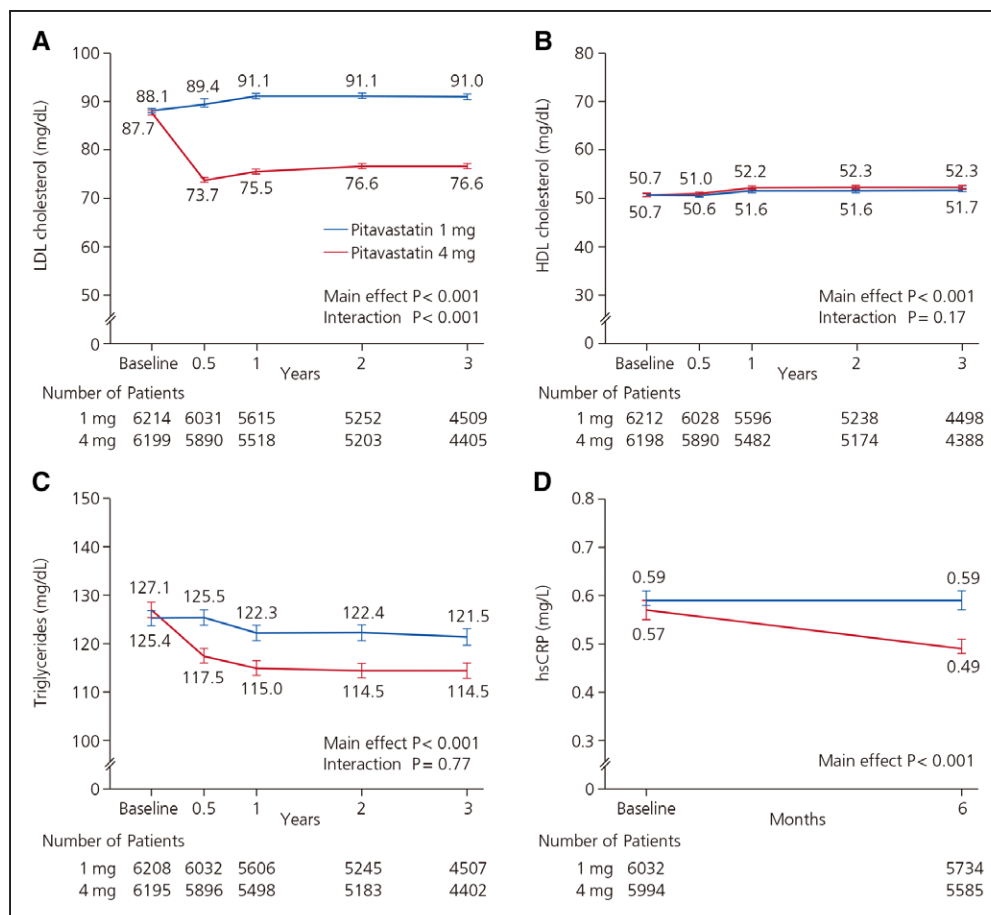 A
LDL cholesterol (mg/dL)
100
90
80
70
60
50
0
88.1 89.4 91.1 91.1 91.0
87.7 73.7 75.5 76.6 76.6
Pitavastatin 1 mg
Pitavastatin 4 mg
Main effect P< 0.001
Interaction P< 0.001
Baseline 0.5 1 2 3
Years
Number of Patients
1 mg 6214 6031 5615 5252 4509
4 mg 6199 5890 5518 5203 4405
B
HDL cholesterol (mg/dL)
80
70
60
50
40
30
0
50.7 51.0 52.2 52.3 52.3
50.7 50.6 51.6 51.6 51.7
Main effect P< 0.001
Interaction P= 0.17
Baseline 0.5 1 2 3
Years
Number of Patients
1 mg 6212 6028 5596 5238 4498
4 mg 6198 5890 5482 5174 4388
C
Triglycerides (mg/dL)
150
140
130
120
110
100
0
127.1 125.5 122.3 122.4 121.5
125.4 117.5 115.0 114.5 114.5
Main effect P< 0.001
Interaction P= 0.77
Baseline 0.5 1 2 3
Years
Number of Patients
1 mg 6208 6032 5606 5245 4507
4 mg 6195 5896 5498 5183 4402
D
hsCRP (mg/L)
0.8
0.7
0.6
0.5
0.4
0.3
0
0.59 0.59
0.57 0.49
Main effect P< 0.001
Baseline 6
Months
Number of Patients
1 mg 6032 5734
4 mg 5994 5585